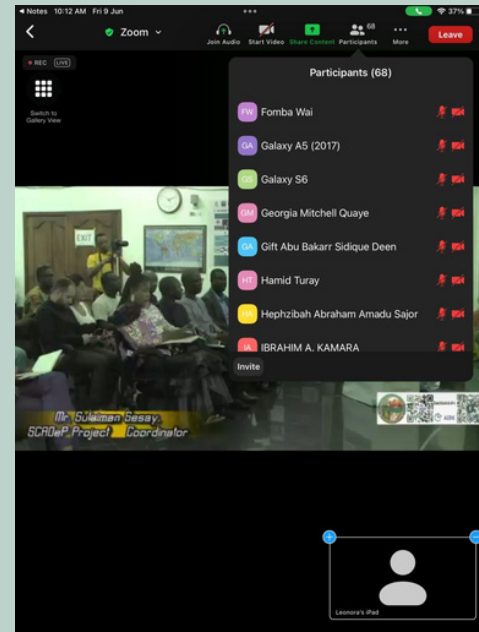 Notes 10:12 AM Fri 9 Jun
37%
Zoom
Join Audio Start Video Share Content Participants 68 More Leave
REC LIVE
Switch to
Gallery View
Participants (68)
FW Fomba Wai
GA Galaxy A5 (2017)
GS Galaxy S6
GM Georgia Mitchell Quaye
GA Gift Abu Bakarr Sidique Deen
HT Hamid Turay
HA Hephzibah Abraham Amadu Sajor
IA IBRAHIM A. KAMARA
Invite
EXIT
Mr. Sulaiman Sesay.
Project Coordinator
Leonora's iPad